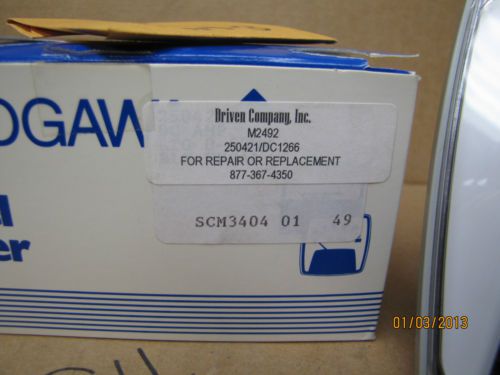 OGAW
Driven Company, Inc.
M2492
250421/DC1266
FOR REPAIR OR REPLACEMENT
877-367-4350
SCM3404 01 49
er
01/03/2013